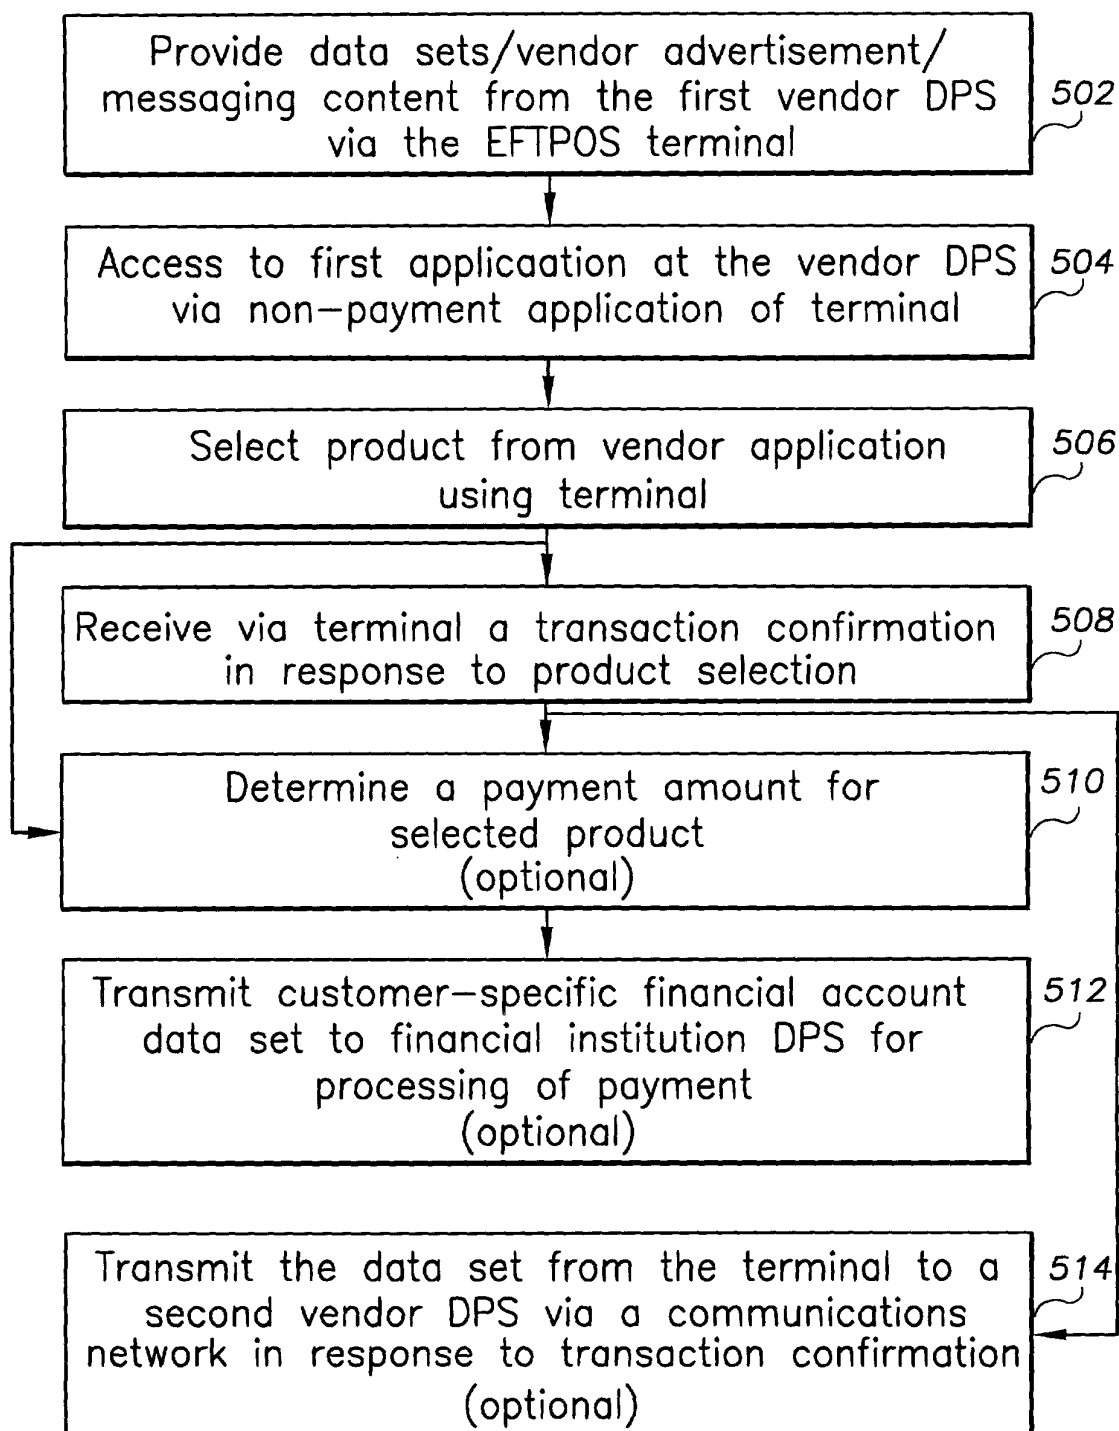 Provide data sets/vendor advertisement/
messaging content from the first vendor DPS
via the EFTPOS terminal
502
Access to first applicaation at the vendor DPS
via non-payment application of terminal
504
Select product from vendor application
using terminal
506
Receive via terminal a transaction confirmation
in response to product selection
508
Determine a payment amount for
selected product
(optional)
510
Transmit customer-specific financial account
data set to financial institution DPS for
processing of payment
(optional)
512
Transmit the data set from the terminal to a
second vendor DPS via a communications
network in response to transaction confirmation
(optional)
514